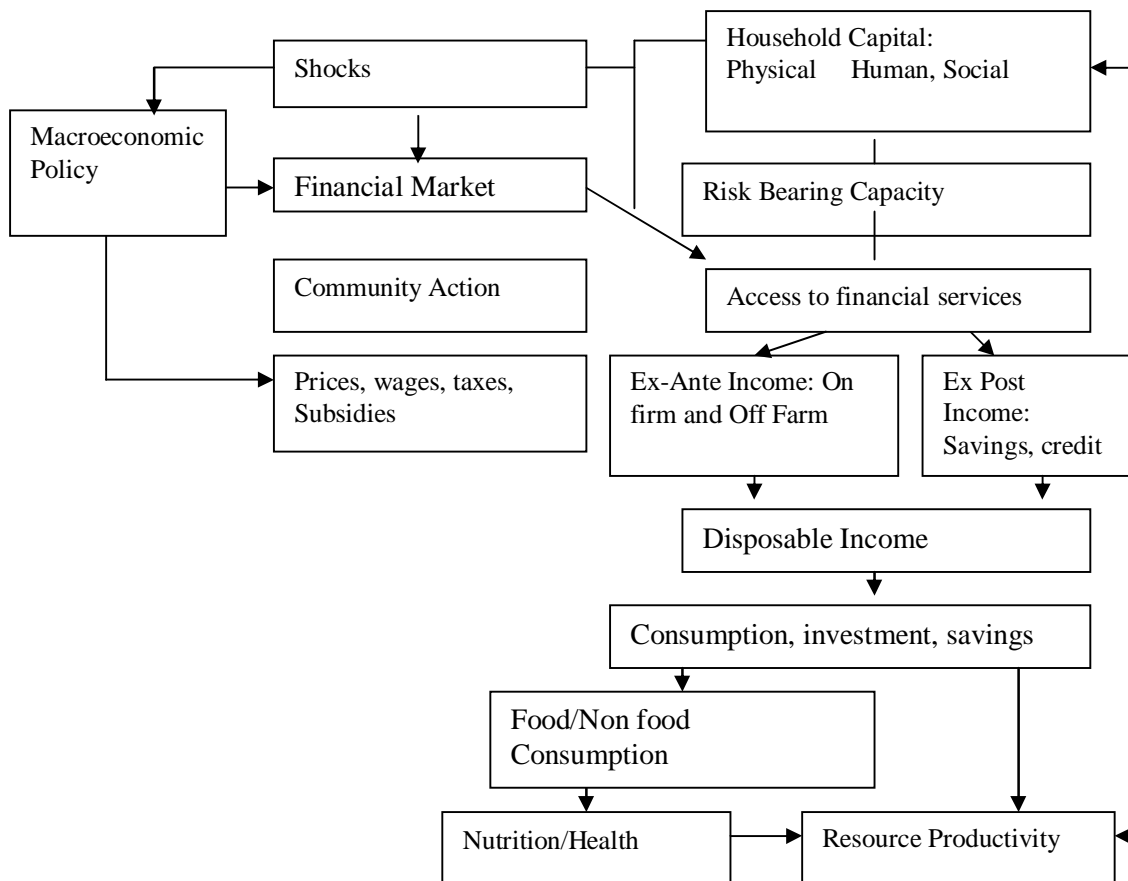 Shocks
Household Capital:
Physical Human, Social
Macroeconomic
Policy
Financial Market
Risk Bearing Capacity
Community Action
Access to financial services
Prices, wages, taxes,
Subsidies
Ex-Ante Income: On
firm and Off Farm
Ex Post
Income:
Savings, credit
Disposable Income
Consumption, investment, savings
Food/Non food
Consumption
Nutrition/Health
Resource Productivity